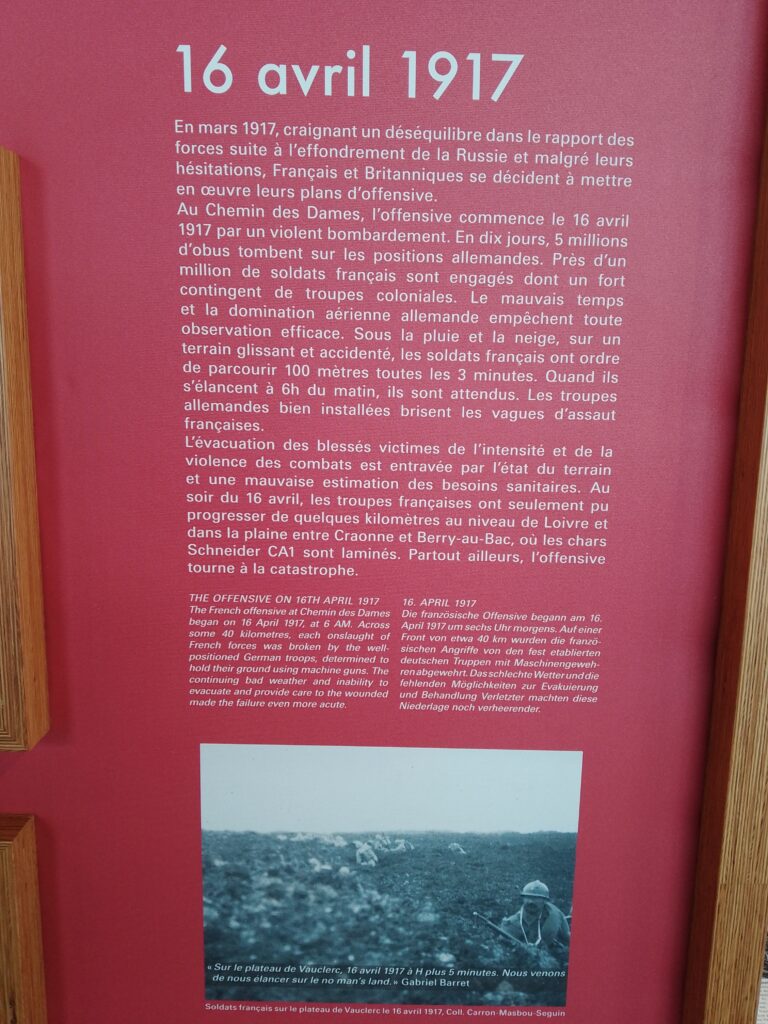 16 avril 1917
En mars 1917, craignant un déséquilibre dans le rapport des
forces suite à l'effondrement de la Russie et malgré leurs
hésitations, Français et Britanniques se décident à mettre
en œuvre leurs plans d'offensive.
Au Chemin des Dames, l'offensive commence le 16 avril
1917 par un violent bombardement. En dix jours, 5 millions
d'obus tombent sur les positions allemandes. Près d'un
million de soldats français sont engagés dont un fort
contingent de troupes coloniales. Le mauvais temps
et la domination aérienne allemande empêchent toute
observation efficace. Sous la pluie et la neige, sur un
terrain glissant et accidenté, les soldats français ont ordre
de parcourir 100 mètres toutes les 3 minutes. Quand ils
s'élancent à 6h du matin, ils sont attendus. Les troupes
allemandes bien installées brisent les vagues d'assaut
françaises.
L'évacuation des blessés victimes de l'intensité et de la
violence des combats est entravée par l'état du terrain
et une mauvaise estimation des besoins sanitaires. Au
soir du 16 avril, les troupes françaises ont seulement pu
progresser de quelques kilomètres au niveau de Loivre et
dans la plaine entre Craonne et Berry-au-Bac, où les chars
Schneider CA1 sont laminés. Partout ailleurs, l'offensive
tourne à la catastrophe.
THE OFFENSIVE ON 16TH APRIL 1917
The French offensive at Chemin des Dames
began on 16 April 1917, at 6 AM. Across
some 40 kilometres, each onslaught of
French forces was broken by the well-
positioned German troops, determined to
hold their ground using machine guns. The
continuing bad weather and inability to
evacuate and provide care to the wounded
made the failure even more acute.
16. APRIL 1917
Die französische Offensive begann am 16.
April 1917 um sechs Uhr morgens. Auf einer
Front von etwa 40 km wurden die franzö-
sischen Angriffe von den fest etablierten
deutschen Truppen mit Maschinengeweh-
ren abgewehrt. Das schlechte Wetter und die
fehlenden Möglichkeiten zur Evakuierung
und Behandlung Verletzter machten diese
Niederlage noch verheerender.
« Sur le plateau de Vauclerc, 16 avril 1917 à H plus 5 minutes. Nous venons
de nous élancer sur le no man's land. » Gabriel Barret
Soldats français sur le plateau de Vauclerc le 16 avril 1917, Coll. Carron-Masbou-Seguin